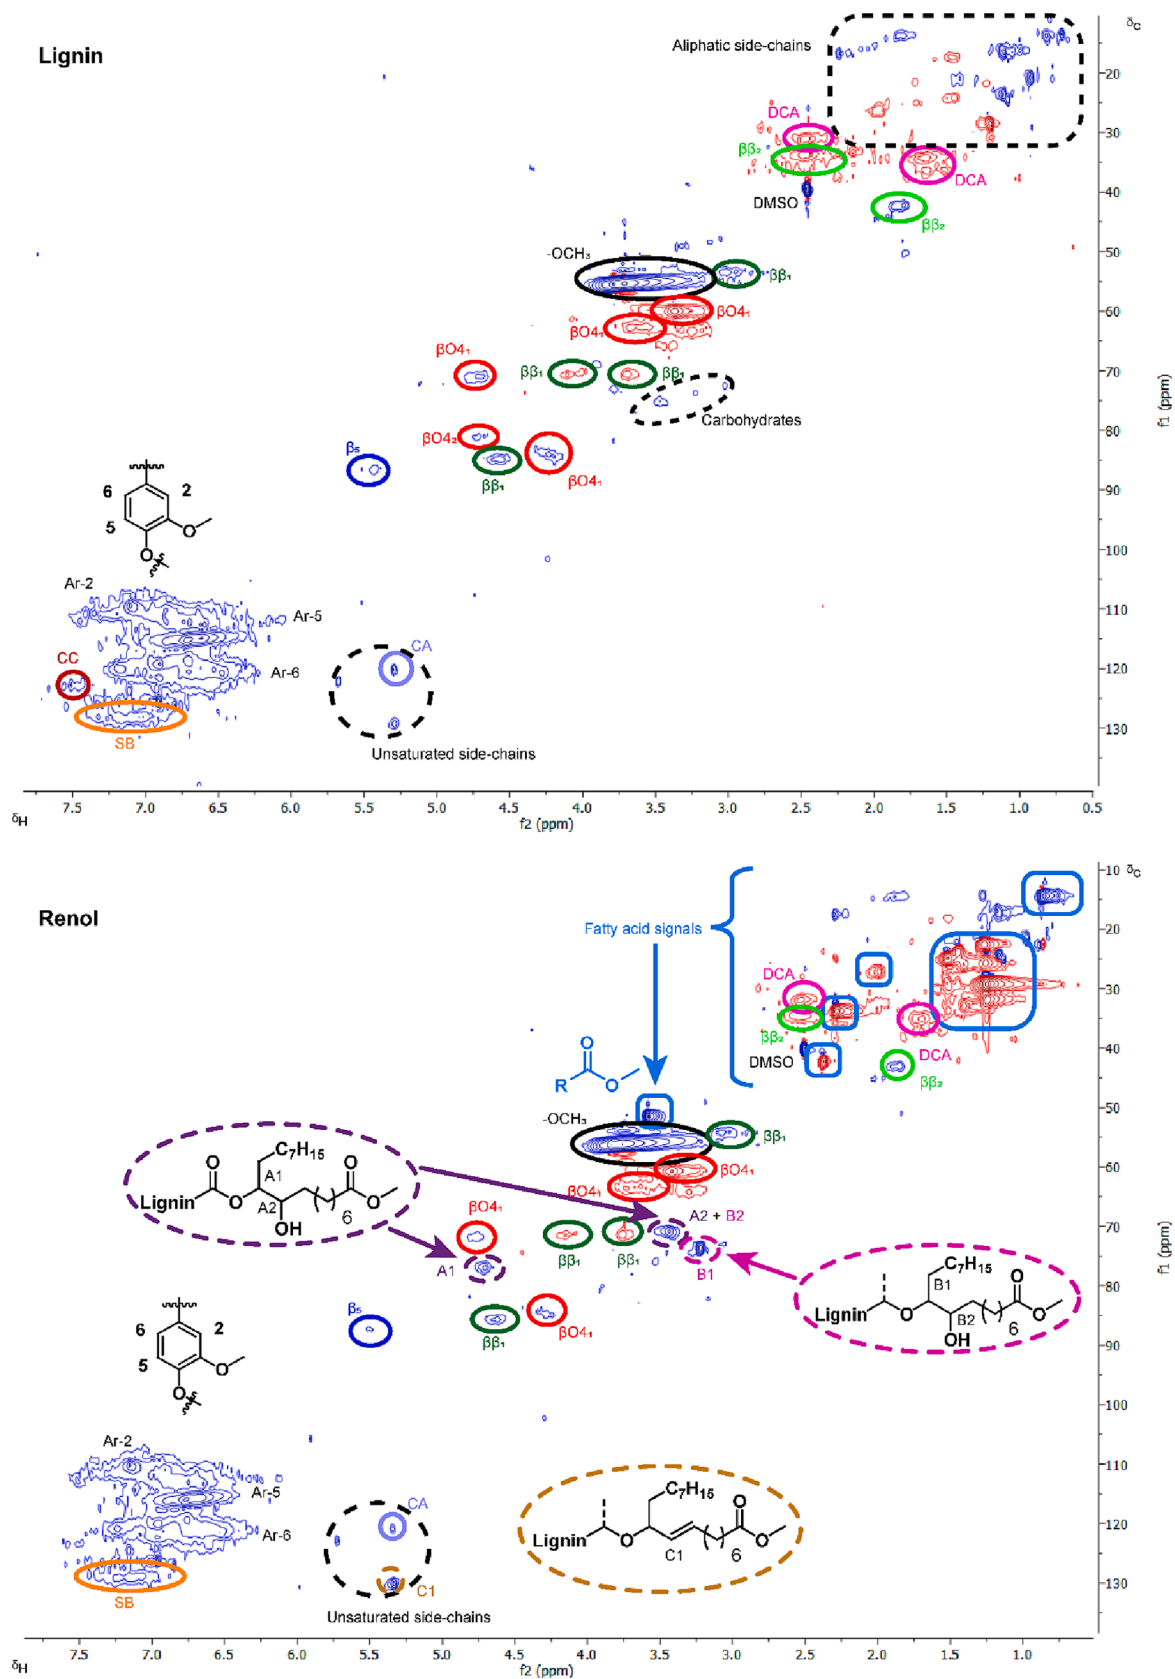 Lignin
δC
10
Aliphatic side-chains
20
DCA
30
ββ₂
DCA
DMSO
40
ββ₂
-OCH₃
50
ββ₁
60
βO4₁
βO4₁
βO4₁
ββ₁
ββ₁
70
Carbohydrates
f1 (ppm)
80
βO4₂
β₅
ββ₁
βO4₁
90
6
2
5
O
O
100
Ar-2
110
Ar-5
CC
CA
Ar-6
120
SB
Unsaturated side-chains
130
7.5 7.0 6.5 6.0 5.5 5.0 4.5 4.0 3.5 3.0 2.5 2.0 1.5 1.0 0.5
δH
f2 (ppm)
10 δC
Renol
Fatty acid signals
20
DCA
30
ββ₂
DMSO
DCA
40
ββ₂
O
R
O
-OCH₃
50
ββ₁
C₇H₁₅
A1
O
O
Lignin
O
A2
6
O
OH
60
βO4₁
βO4₁
βO4₁
A2 + B2
70
A1
ββ₁
ββ₁
B1
f1 (ppm)
C₇H₁₅
B1
O
Lignin
O
B2
6
O
OH
80
β₅
ββ₁
βO4₁
90
6
2
5
O
O
100
Ar-2
110
Ar-5
C₇H₁₅
O
CA
Ar-6
120
Lignin
O
C1
6
O
SB
C1
130
Unsaturated side-chains
7.5 7.0 6.5 6.0 5.5 5.0 4.5 4.0 3.5 3.0 2.5 2.0 1.5 1.0
δH
f2 (ppm)